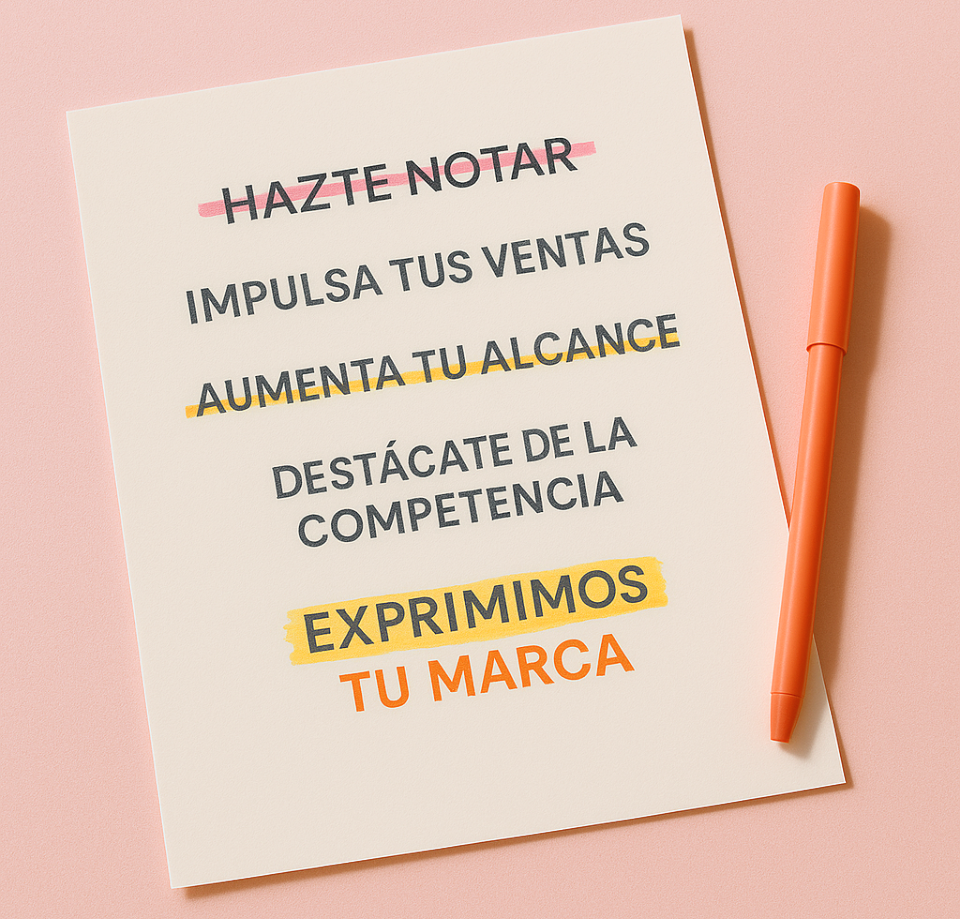 HAZTE NOTAR
IMPULSA TUS VENTAS
AUMENTA TU ALCANCE
DESTÁCATE DE LA
COMPETENCIA
EXPRIMIMOS
TU MARCA